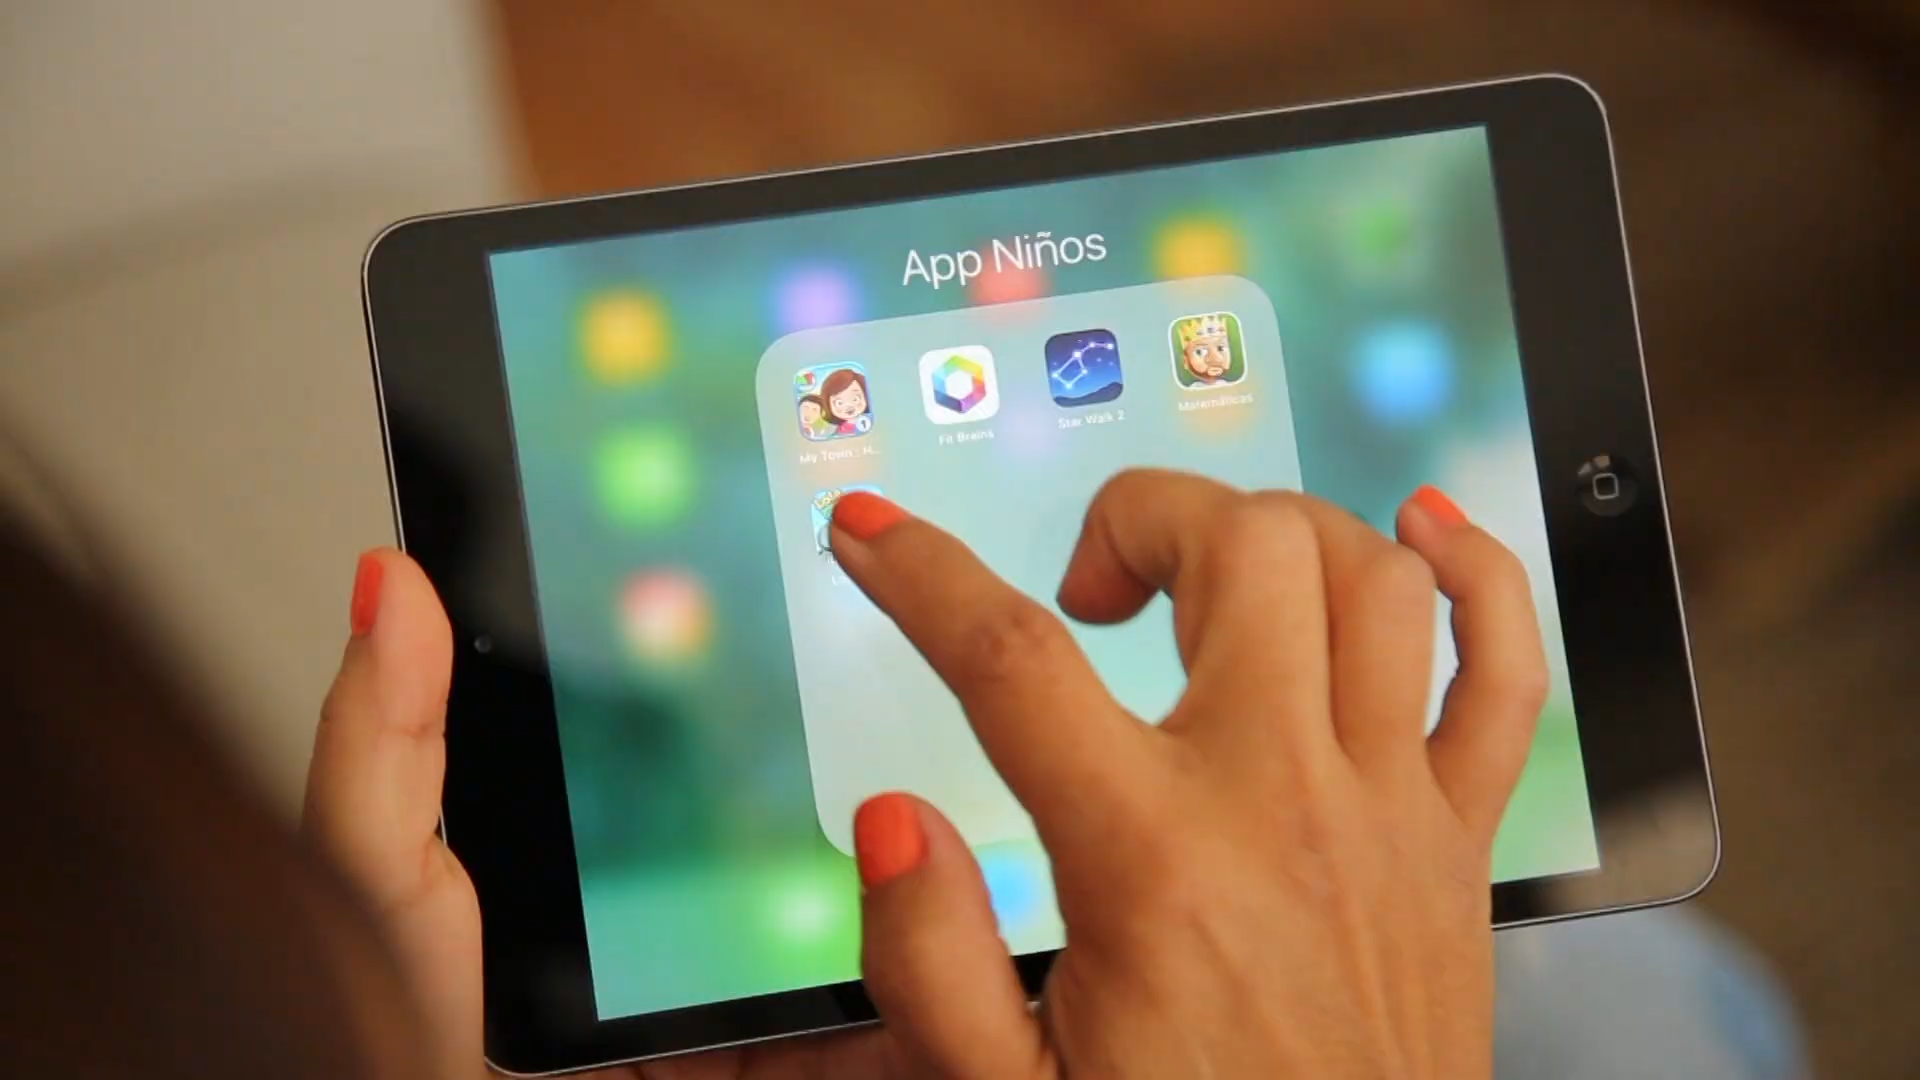 App Niños
My Town : H...
Fit Brains
Star Walk 2
Matemáticas